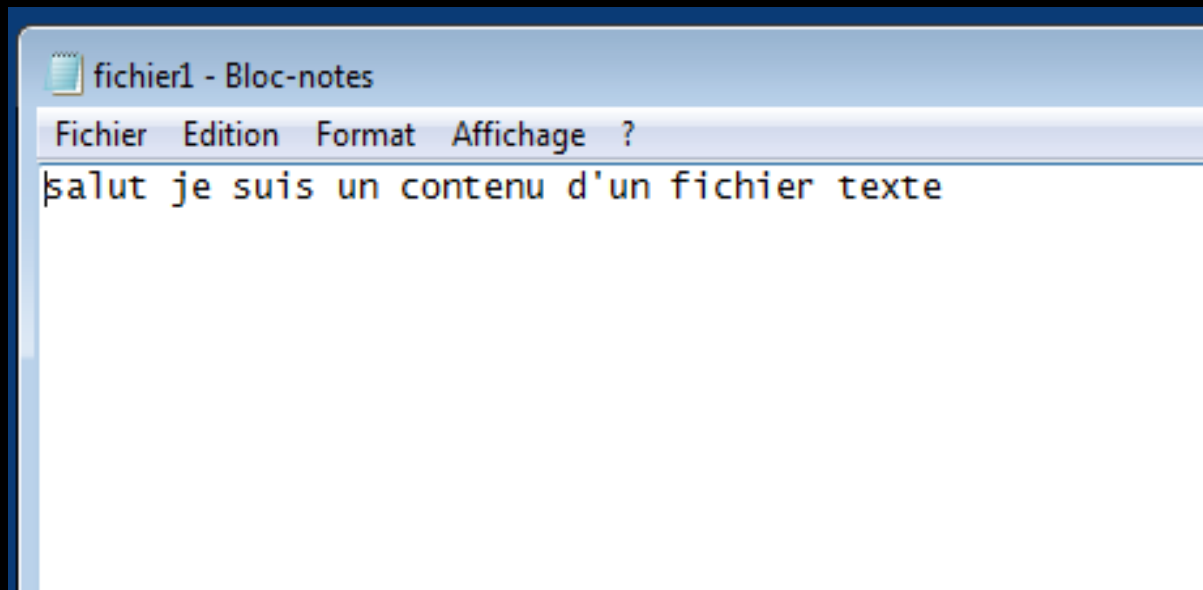 fichier1 - Bloc-notes
Fichier Edition Format Affichage ?
salut je suis un contenu d'un fichier texte